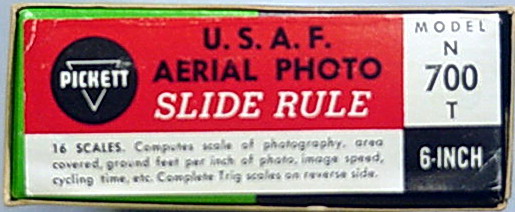 U. S. A. F.
AERIAL PHOTO
SLIDE RULE
PICKETT
MODEL
N
700
T
6-INCH
16 SCALES. Computes scale of photography, area
covered, ground feet per inch of photo, image speed,
cycling time, etc. Complete Trig scales on reverse side.